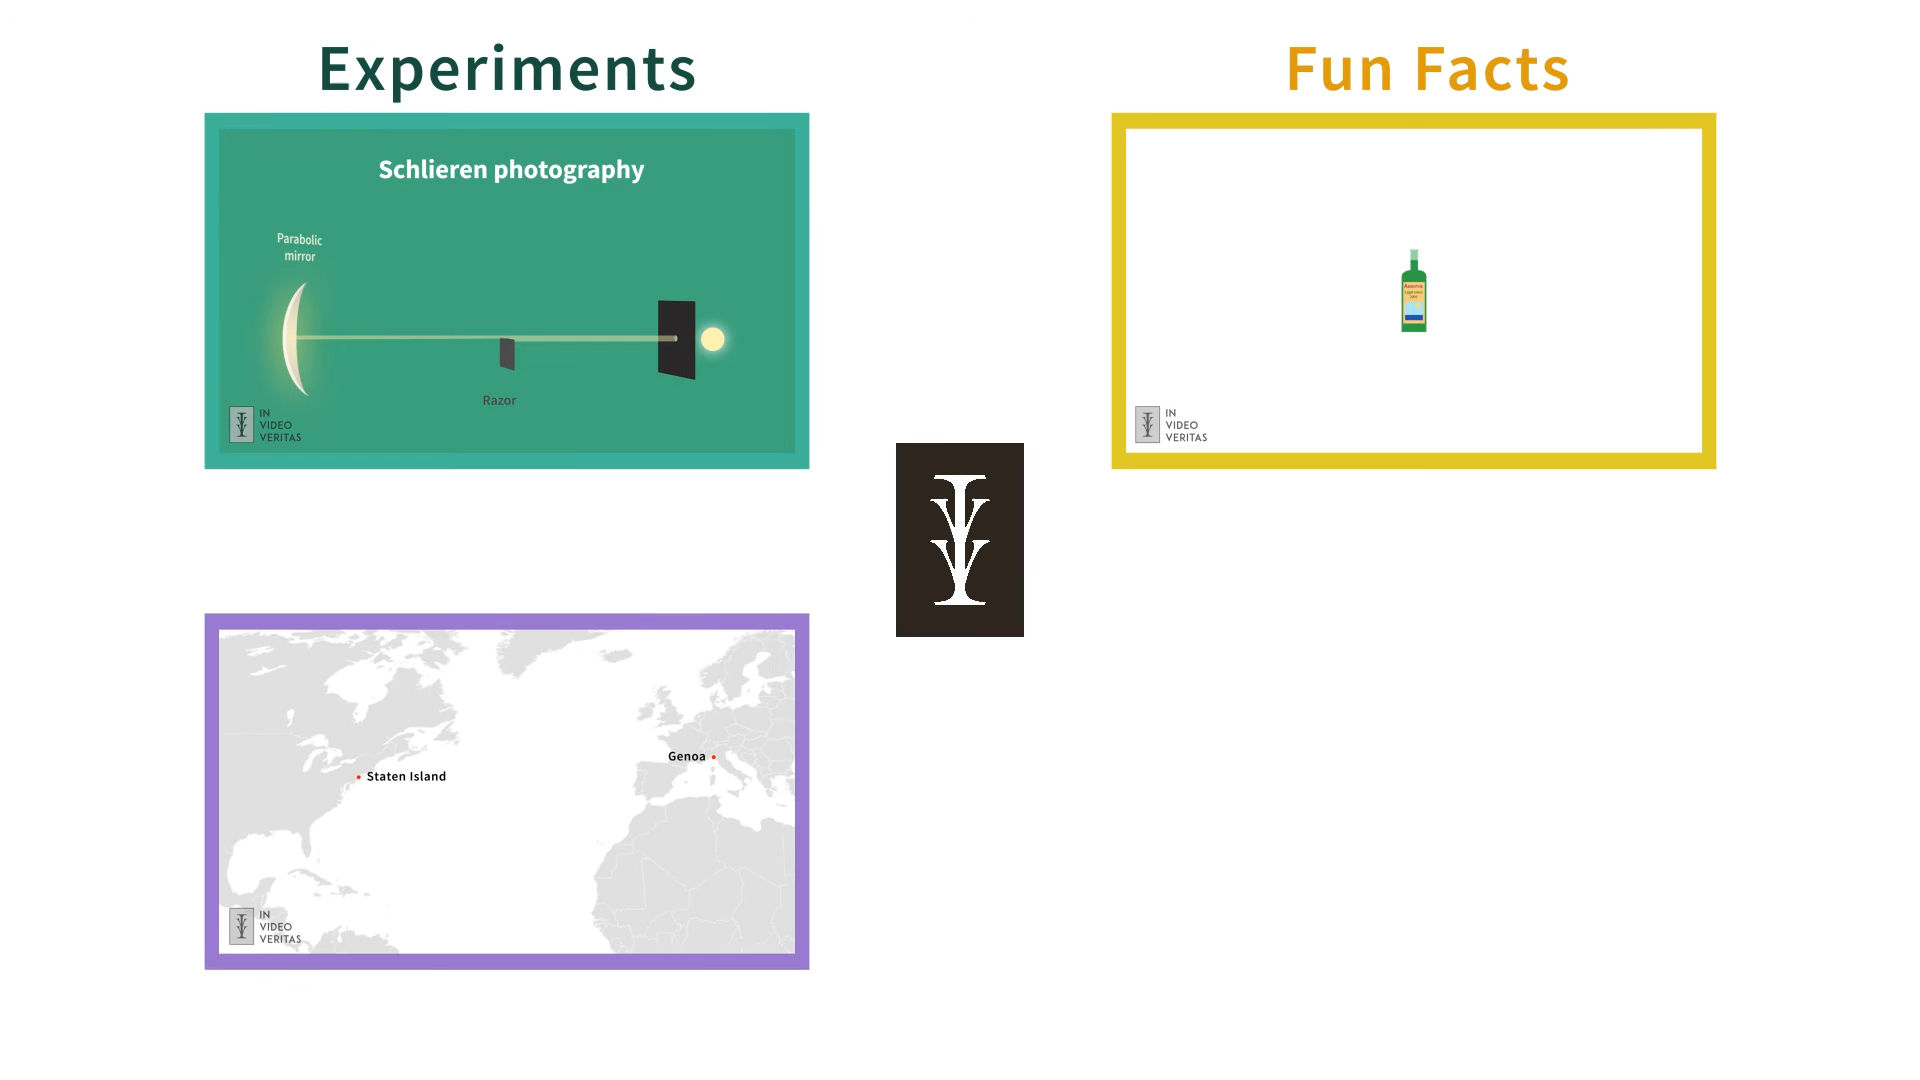 Experiments
Fun Facts
Schlieren photography
Parabolic
mirror
Razor
IN
VIDEO
VERITAS
ABSINTHE
IN
VIDEO
VERITAS
Genoa
Staten Island
IN
VIDEO
VERITAS